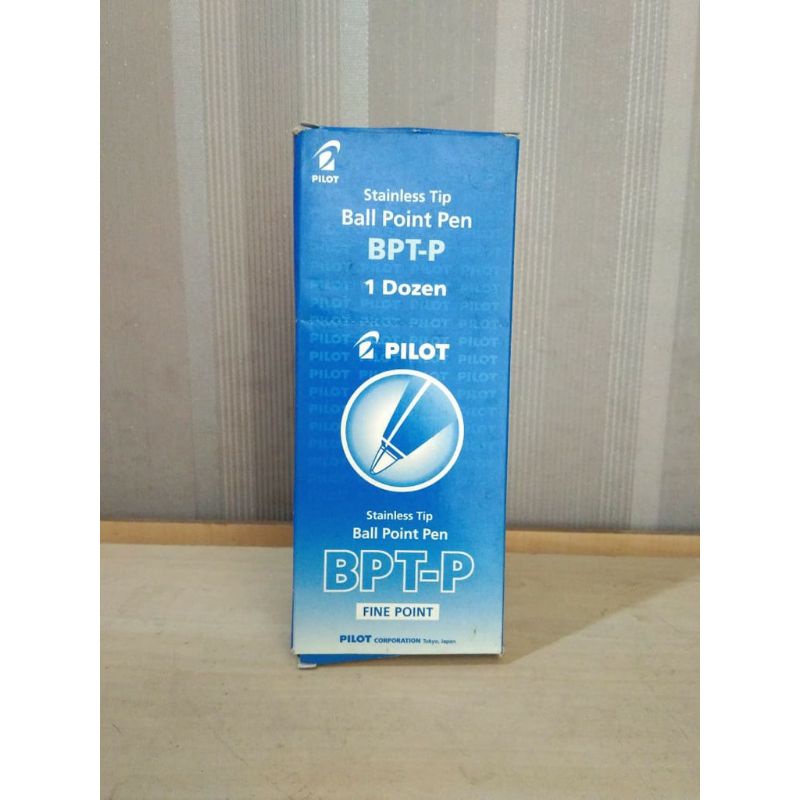 PILOT
Stainless Tip
Ball Point Pen
BPT-P
1 Dozen
PILOT
Stainless Tip
Ball Point Pen
BPT-P
FINE POINT
PILOT CORPORATION Tokyo, Japan.